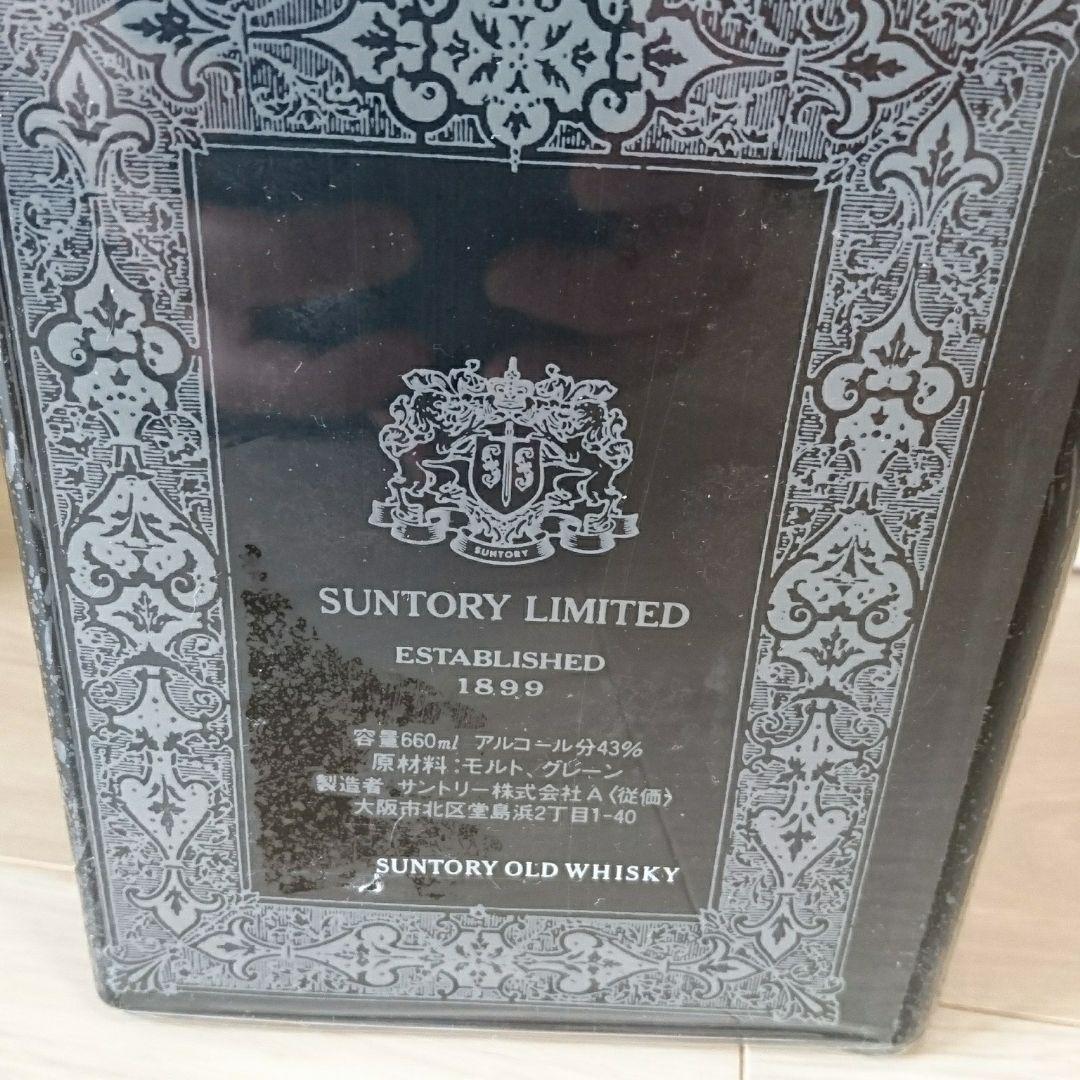 SUNTORY
SUNTORY LIMITED
ESTABLISHED
1899
容量660ml アルコール分43%
原材料:モルト、グレーン
製造者 サントリー株式会社A〈従価〉
大阪市北区堂島浜2丁目1-40
SUNTORY OLD WHISKY